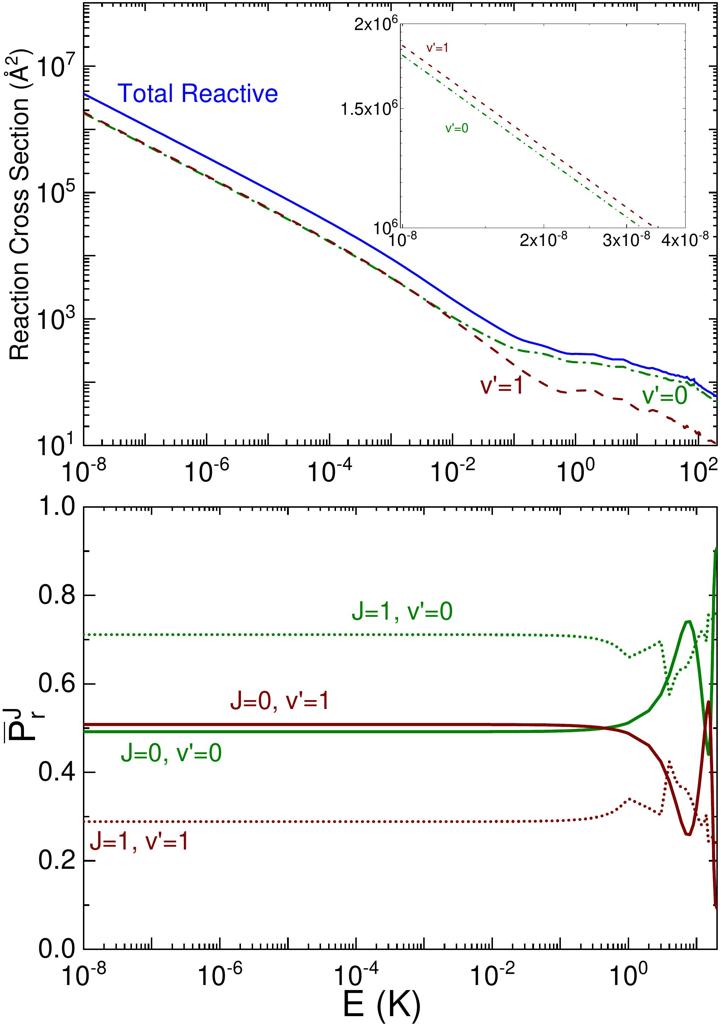 Reaction Cross Section (Å²)
10⁷
10⁵
10³
10¹
Total Reactive
v'=1
v'=0
2x10⁶
1.5x10⁶
10⁶
v'=1
v'=0
10⁻⁸ 2x10⁻⁸ 3x10⁻⁸ 4x10⁻⁸
10⁻⁸ 10⁻⁶ 10⁻⁴ 10⁻² 10⁰ 10²
P̅ᵣᴶ
1.0
0.8
0.6
0.4
0.2
0.0
J=1, v'=0
J=0, v'=1
J=0, v'=0
J=1, v'=1
10⁻⁸ 10⁻⁶ 10⁻⁴ 10⁻² 10⁰
E (K)